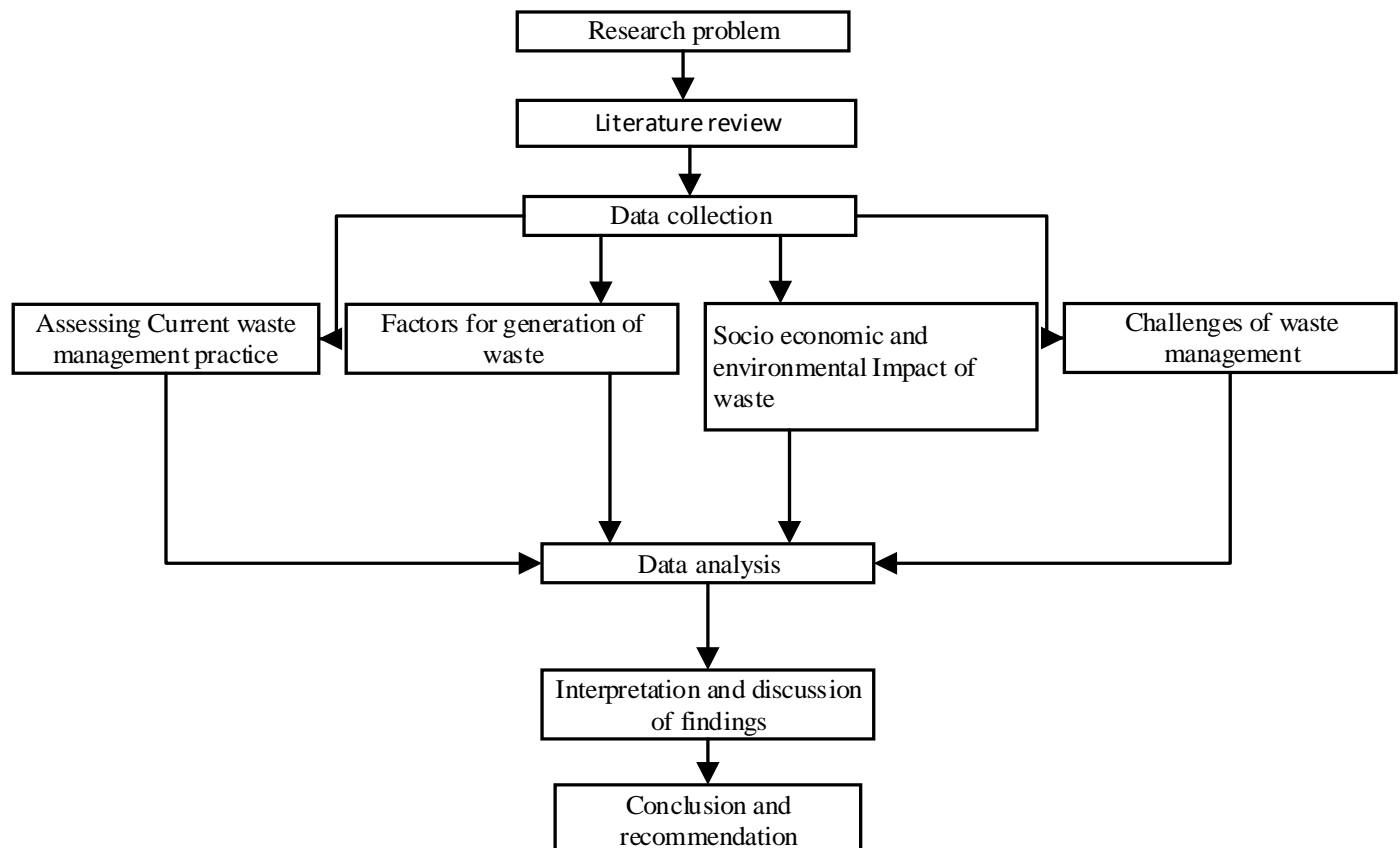 Research problem
Literature review
Data collection
Assessing Current waste
management practice
Factors for generation of
waste
Socio economic and
environmental Impact of
waste
Challenges of waste
management
Data analysis
Interpretation and discussion
of findings
Conclusion and
recommendation